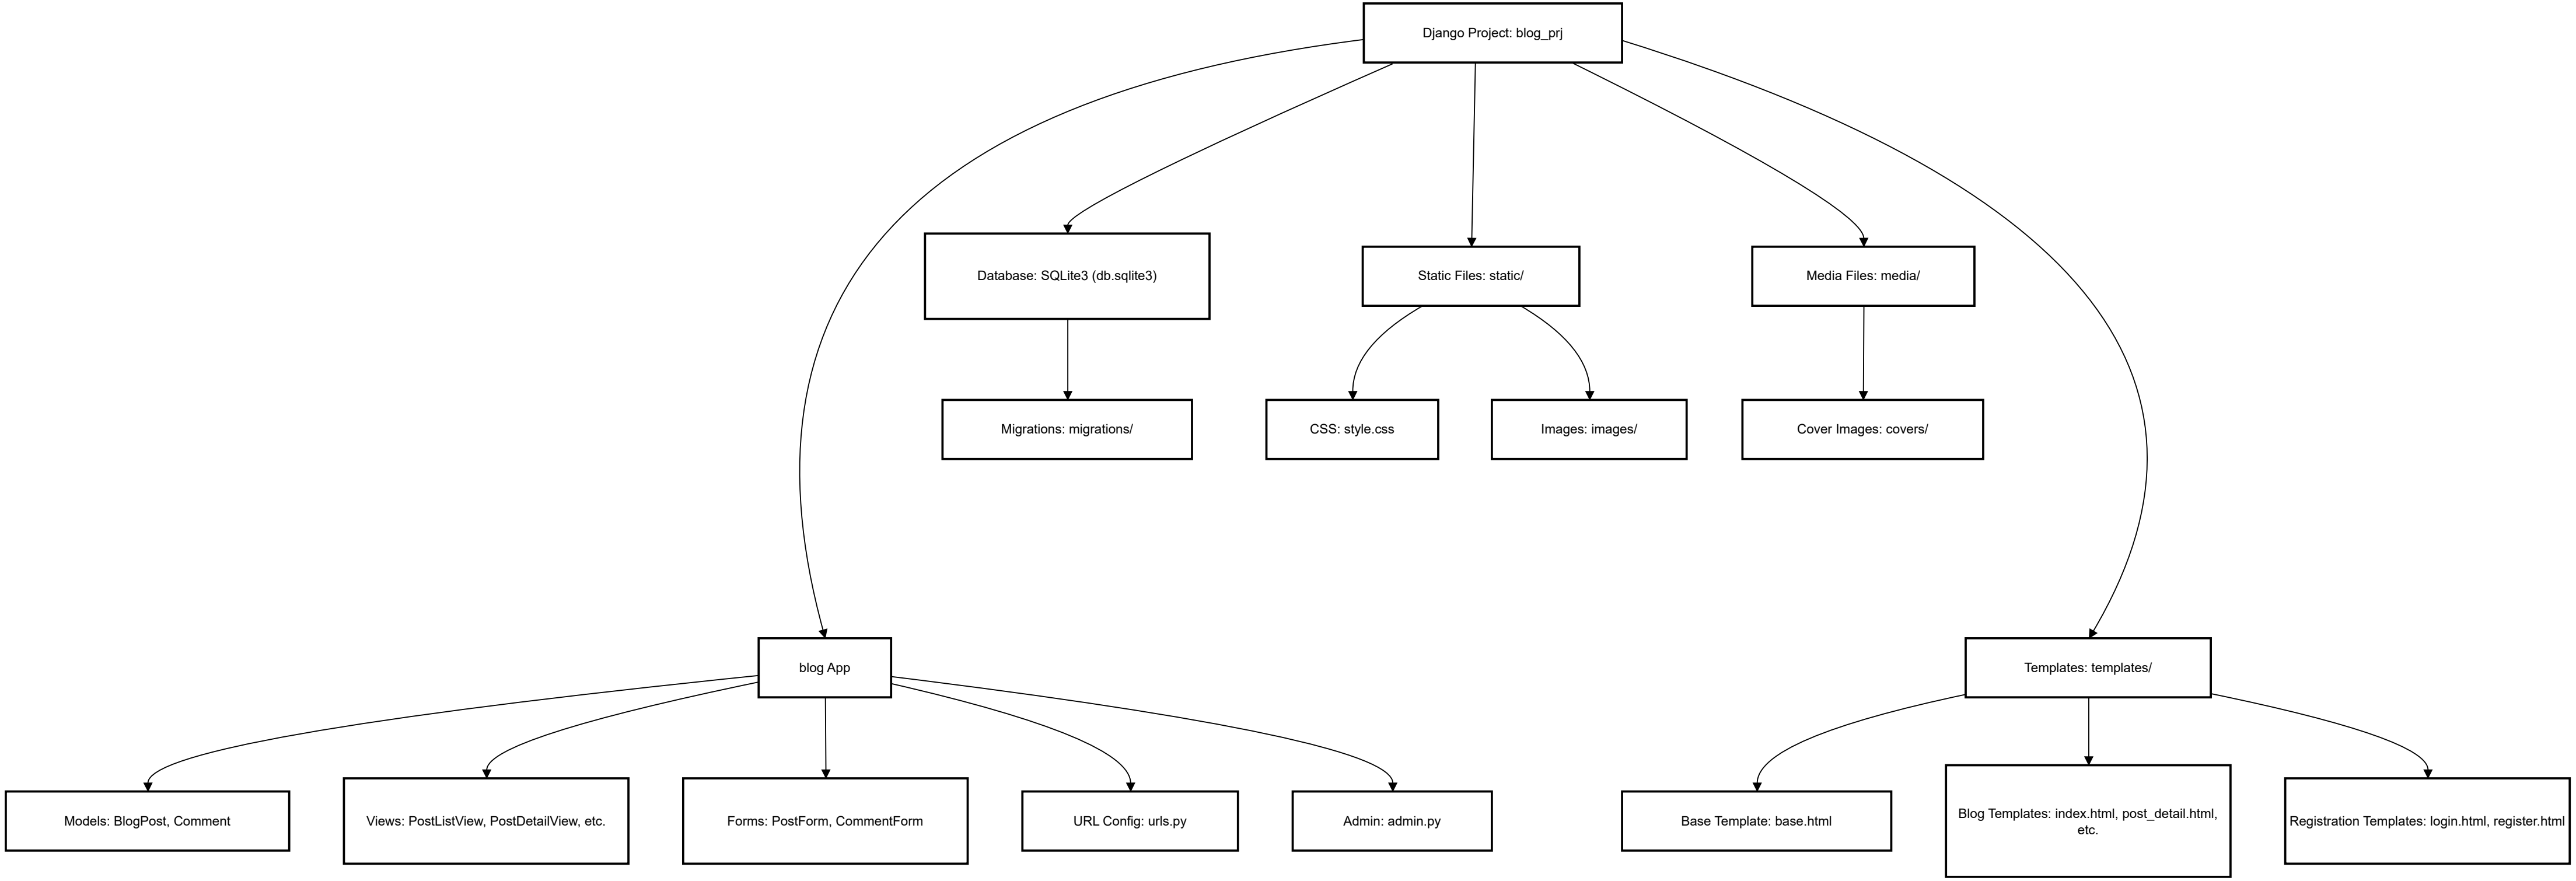 Django Project: blog_prj
Database: SQLite3 (db.sqlite3)
Static Files: static/
Media Files: media/
Migrations: migrations/
CSS: style.css
Images: images/
Cover Images: covers/
blog App
Templates: templates/
Models: BlogPost, Comment
Views: PostListView, PostDetailView, etc.
Forms: PostForm, CommentForm
URL Config: urls.py
Admin: admin.py
Base Template: base.html
Blog Templates: index.html, post_detail.html,
etc.
Registration Templates: login.html, register.html